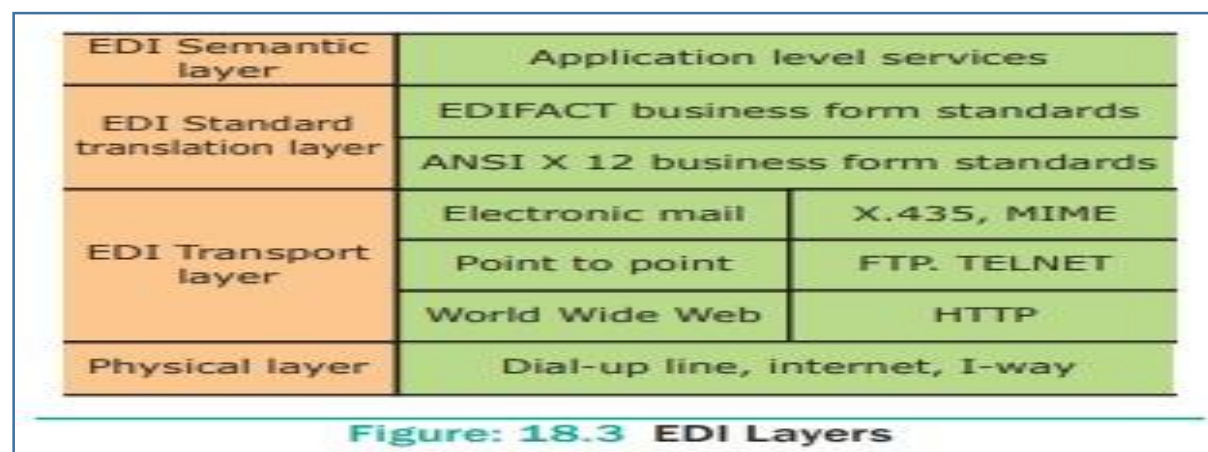 EDI Semantic
layer
Application level services
EDI Standard
translation layer
EDIFACT business form standards
ANSI X 12 business form standards
EDI Transport
layer
Electronic mail
X.435, MIME
Point to point
FTP. TELNET
World Wide Web
HTTP
Physical layer
Dial-up line, internet, I-way
Figure: 18.3 EDI Layers